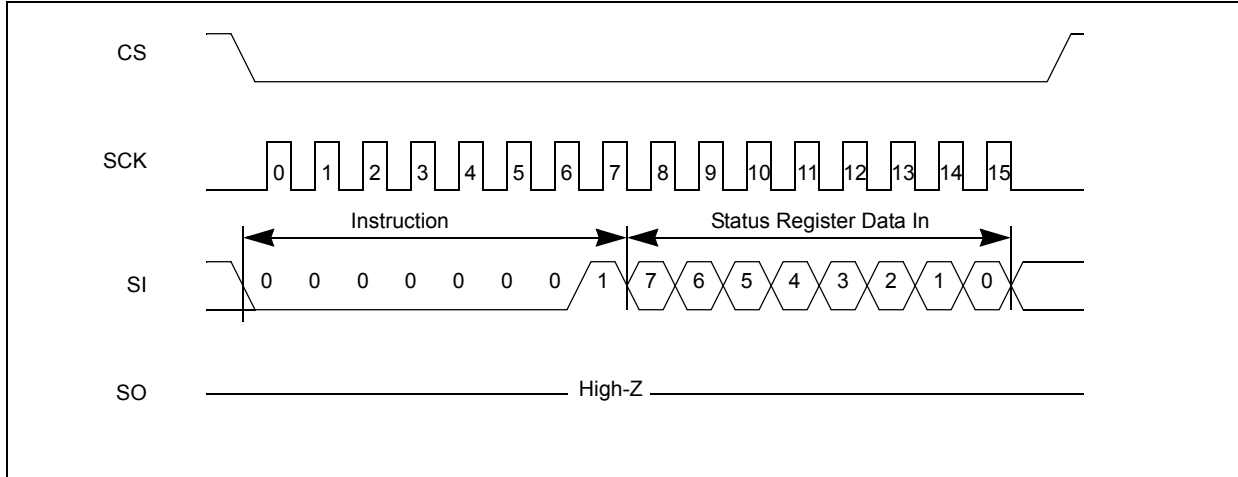 CS
SCK
0 1 2 3 4 5 6 7 8 9 10 11 12 13 14 15
Instruction Status Register Data In
SI
0 0 0 0 0 0 0 1 7 6 5 4 3 2 1 0
SO
High-Z